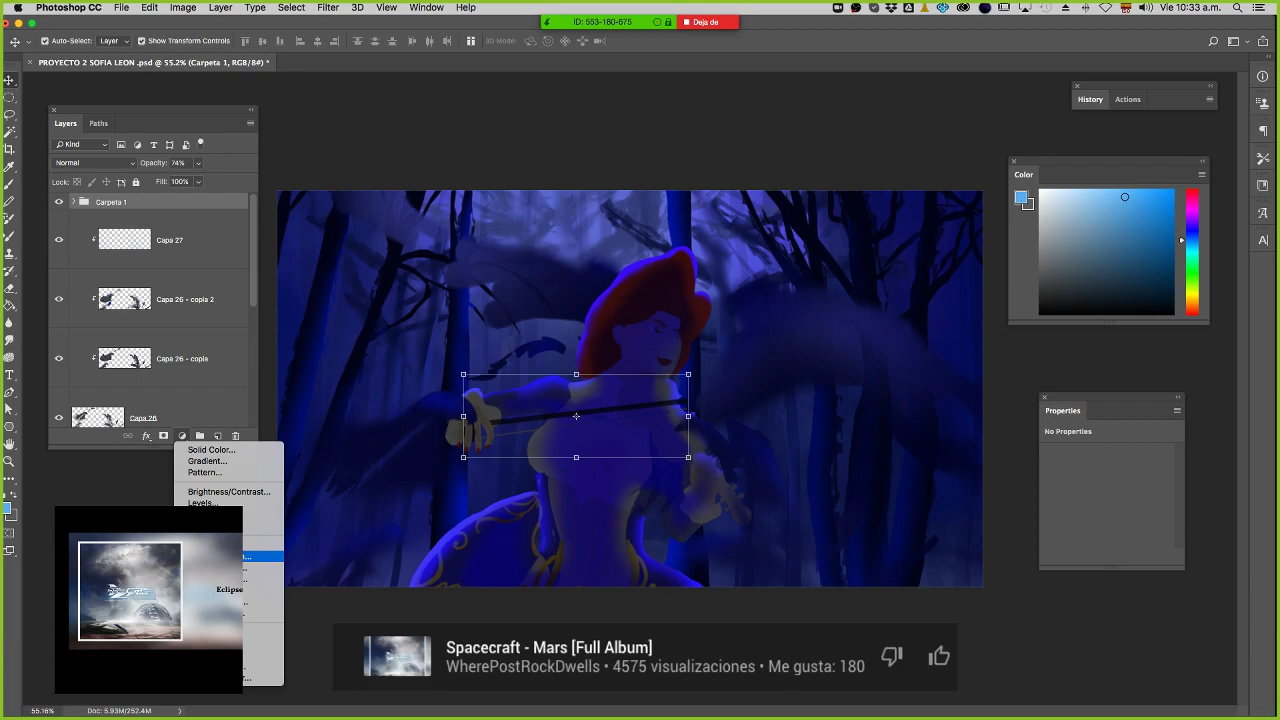 Photoshop CC File Edit Image Layer Type Select Filter 3D View Window Help Vie 10:33 a.m.
ID: 553-180-675 Deja de
Auto-Select: Layer Show Transform Controls 3D Mode:
PROYECTO 2 SOFIA LEON .psd @ 55.2% (Carpeta 1, RGB/8#) *
Layers Paths
Kind
Normal Opacity: 74%
Lock: Fill: 100%
Carpeta 1
Capa 27
Capa 26 - copia 2
Capa 26 - copia
Capa 26
fx
Solid Color...
Gradient...
Pattern...
Brightness/Contrast...
Levels...
Eclipse
History Actions
Color
Properties
No Properties
Spacecraft - Mars [Full Album]
WherePostRockDwells • 4575 visualizaciones • Me gusta: 180
55.16% Doc: 5.93M/252.4M